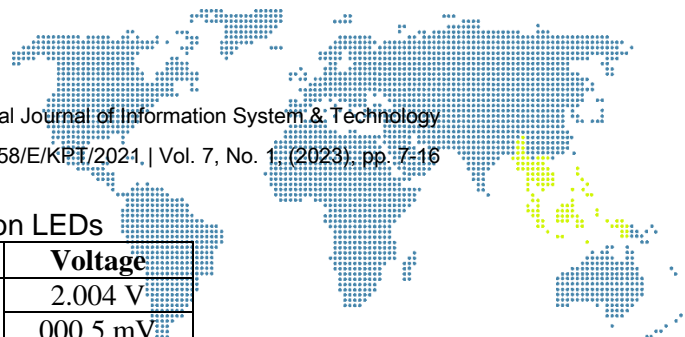 al Journal of Information System & Technology
58/E/KPT/2021 | Vol. 7, No. 1, (2023), pp. 7-16
on LEDs
Voltage
2.004 V
000.5 mV